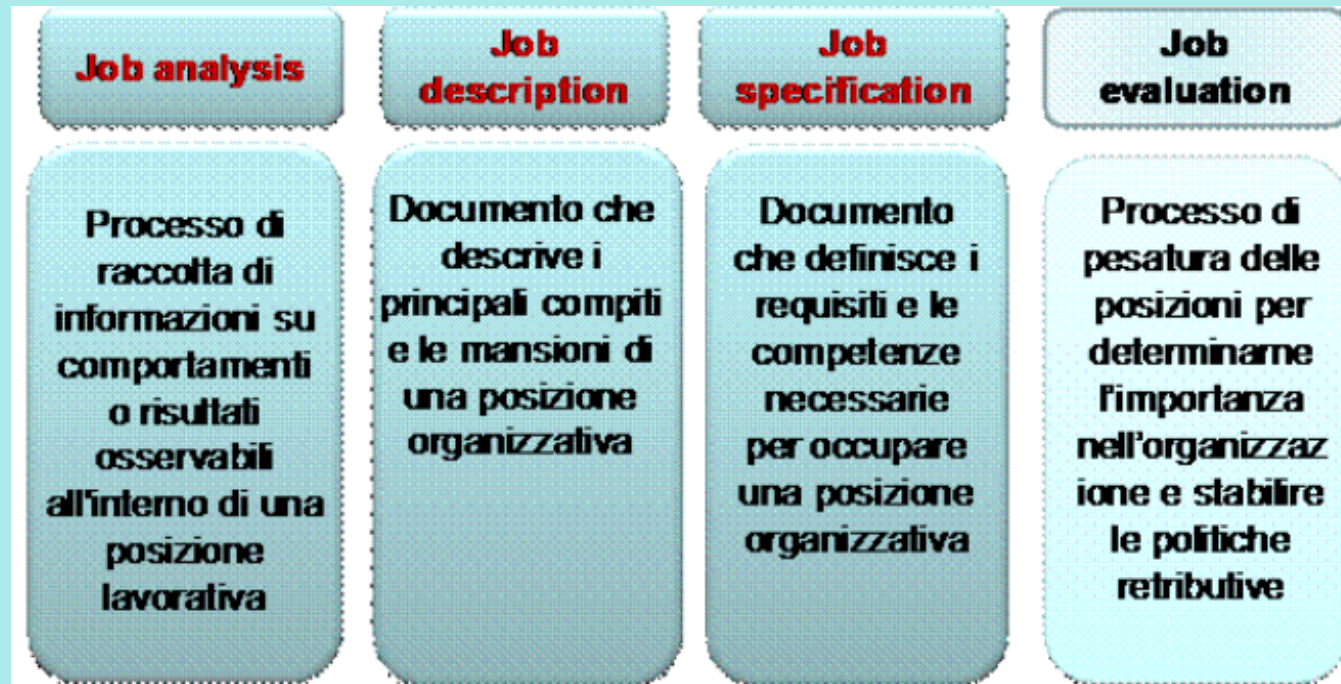 Job analysis
Processo di
raccolta di
informazioni su
comportamenti
o risultati
osservabili
all'interno di una
posizione
lavorativa
Job
description
Documento che
descrive i
principali compiti
e le mansioni di
una posizione
organizzativa
Job
specification
Documento
che definisce i
requisiti e le
competenze
necessarie
per occupare
una posizione
organizzativa
Job
evaluation
Processo di
pesatura delle
posizioni per
determinarne
l'importanza
nell'organizzaz
ione e stabilire
le politiche
retributive